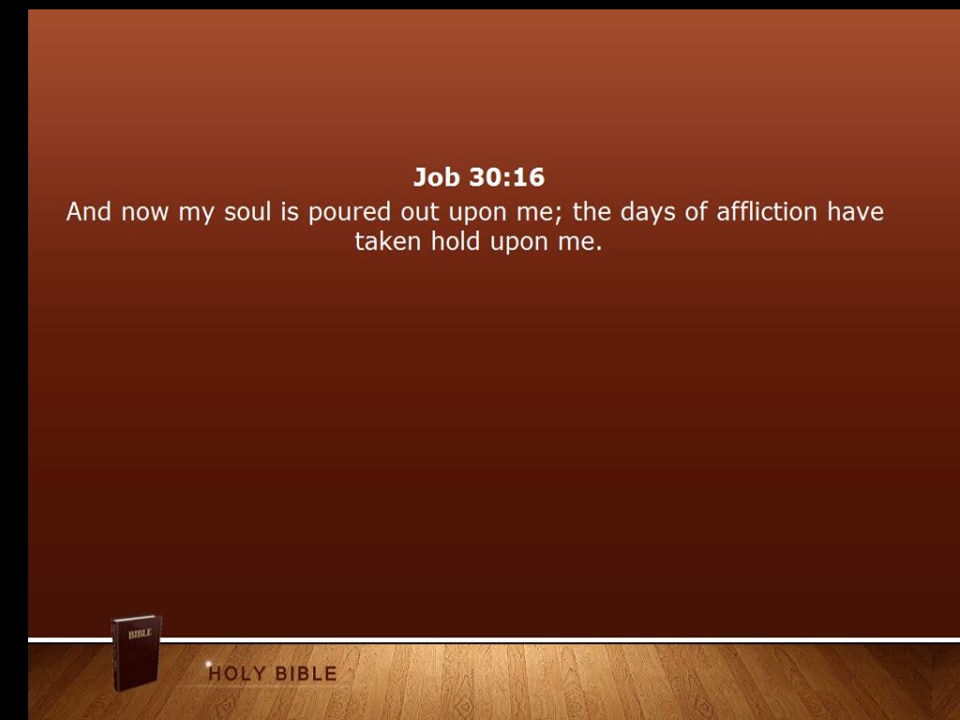 Job 30:16
And now my soul is poured out upon me; the days of affliction have
taken hold upon me.
BIBLE
HOLY BIBLE